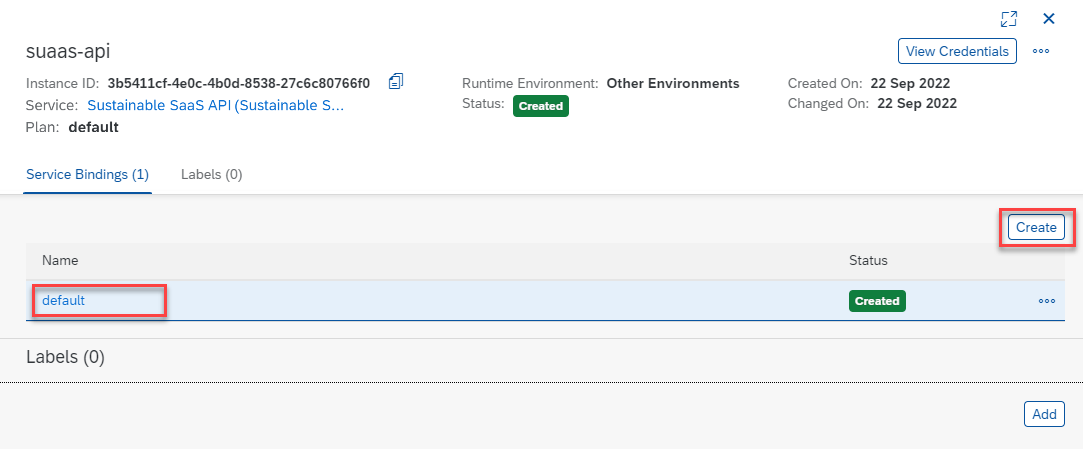 suaas-api
View Credentials
Instance ID: 3b5411cf-4e0c-4b0d-8538-27c6c80766f0
Runtime Environment: Other Environments
Created On: 22 Sep 2022
Service: Sustainable SaaS API (Sustainable S...
Status: Created
Changed On: 22 Sep 2022
Plan: default
Service Bindings (1)
Labels (0)
Create
Name
Status
default
Created
Labels (0)
Add